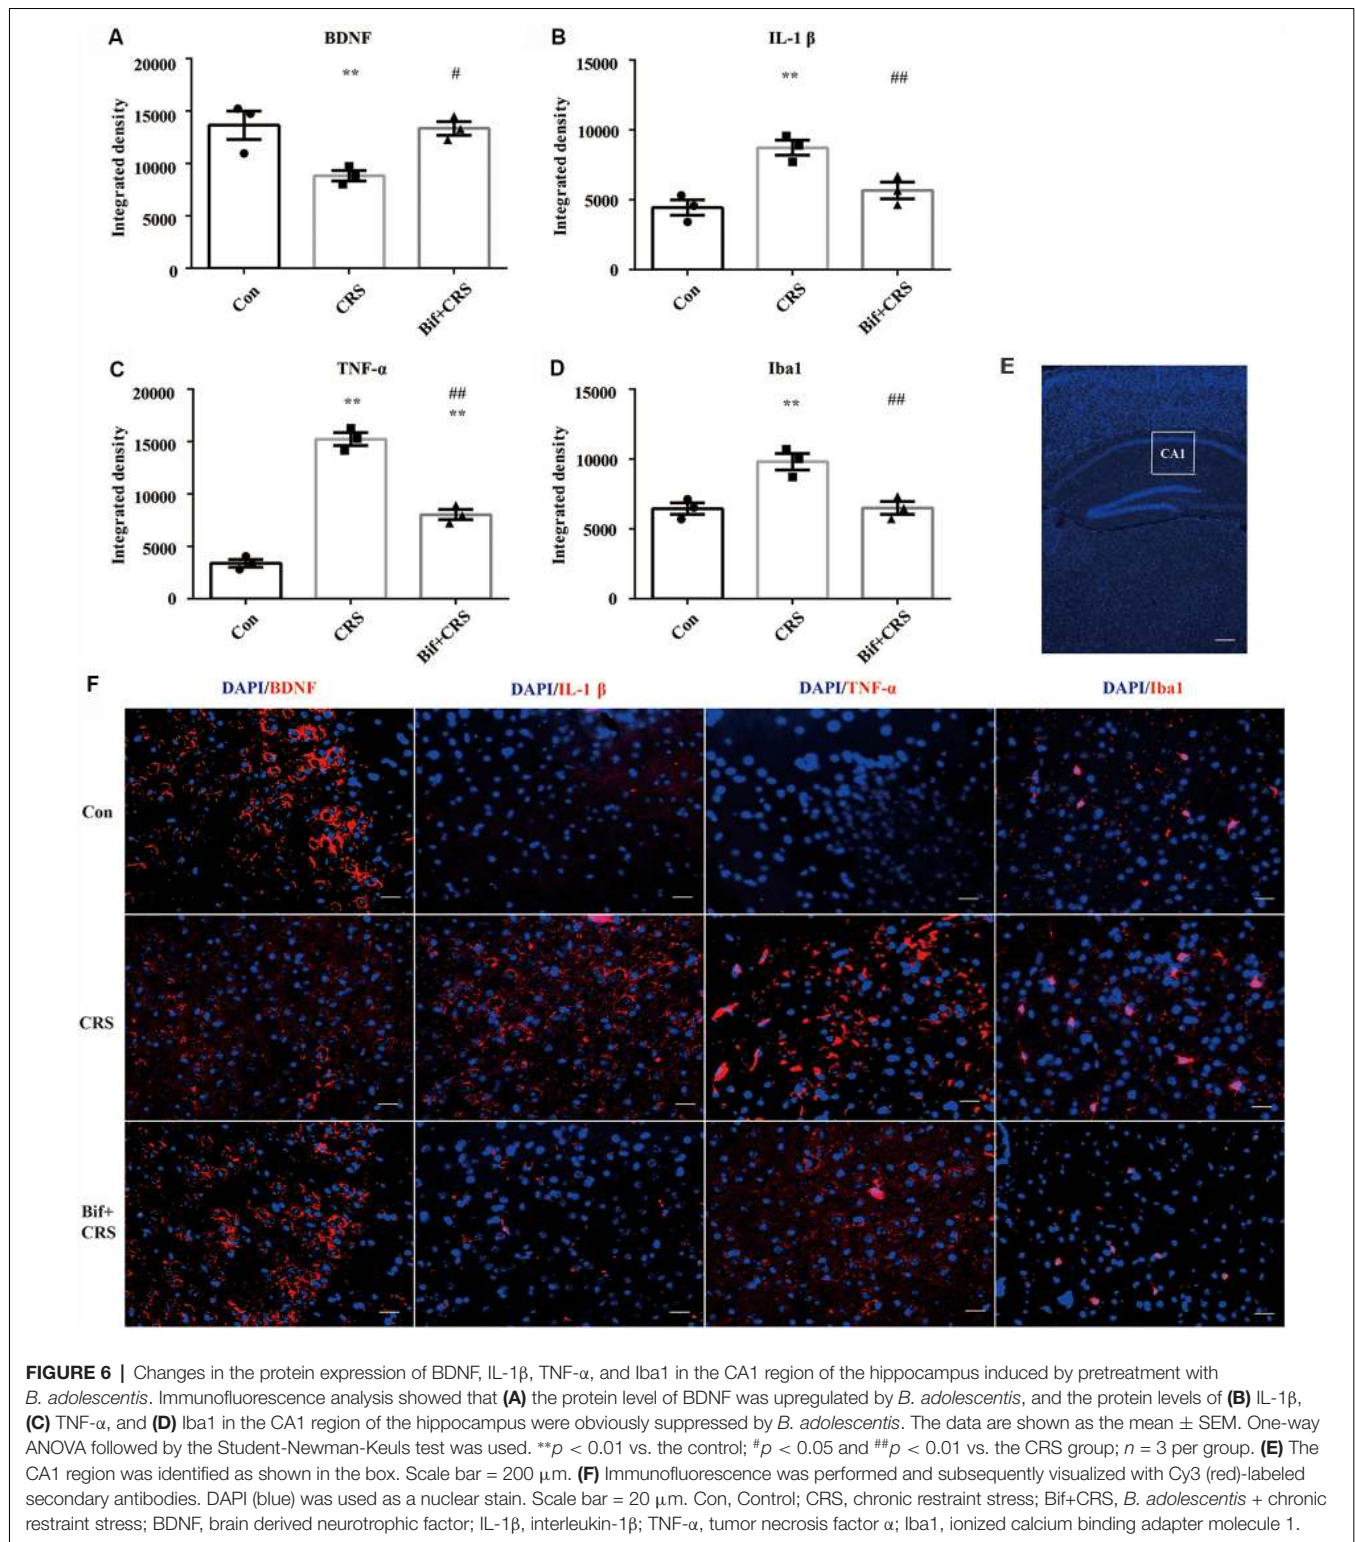 A
BDNF
Integrated density
20000
15000
10000
5000
0
**
#
Con
CRS
Bif+CRS
B
IL-1 β
Integrated density
15000
10000
5000
0
**
##
Con
CRS
Bif+CRS
C
TNF-α
Integrated density
20000
15000
10000
5000
0
**
##
**
Con
CRS
Bif+CRS
D
Iba1
Integrated density
15000
10000
5000
0
**
##
Con
CRS
Bif+CRS
E
CA1
F
DAPI/BDNF
DAPI/IL-1 β
DAPI/TNF-α
DAPI/Iba1
Con
CRS
Bif+
CRS
FIGURE 6 | Changes in the protein expression of BDNF, IL-1β, TNF-α, and Iba1 in the CA1 region of the hippocampus induced by pretreatment with
B. adolescentis. Immunofluorescence analysis showed that (A) the protein level of BDNF was upregulated by B. adolescentis, and the protein levels of (B) IL-1β,
(C) TNF-α, and (D) Iba1 in the CA1 region of the hippocampus were obviously suppressed by B. adolescentis. The data are shown as the mean ± SEM. One-way
ANOVA followed by the Student-Newman-Keuls test was used. **p < 0.01 vs. the control; #p < 0.05 and ##p < 0.01 vs. the CRS group; n = 3 per group. (E) The
CA1 region was identified as shown in the box. Scale bar = 200 μm. (F) Immunofluorescence was performed and subsequently visualized with Cy3 (red)-labeled
secondary antibodies. DAPI (blue) was used as a nuclear stain. Scale bar = 20 μm. Con, Control; CRS, chronic restraint stress; Bif+CRS, B. adolescentis + chronic
restraint stress; BDNF, brain derived neurotrophic factor; IL-1β, interleukin-1β; TNF-α, tumor necrosis factor α; Iba1, ionized calcium binding adapter molecule 1.